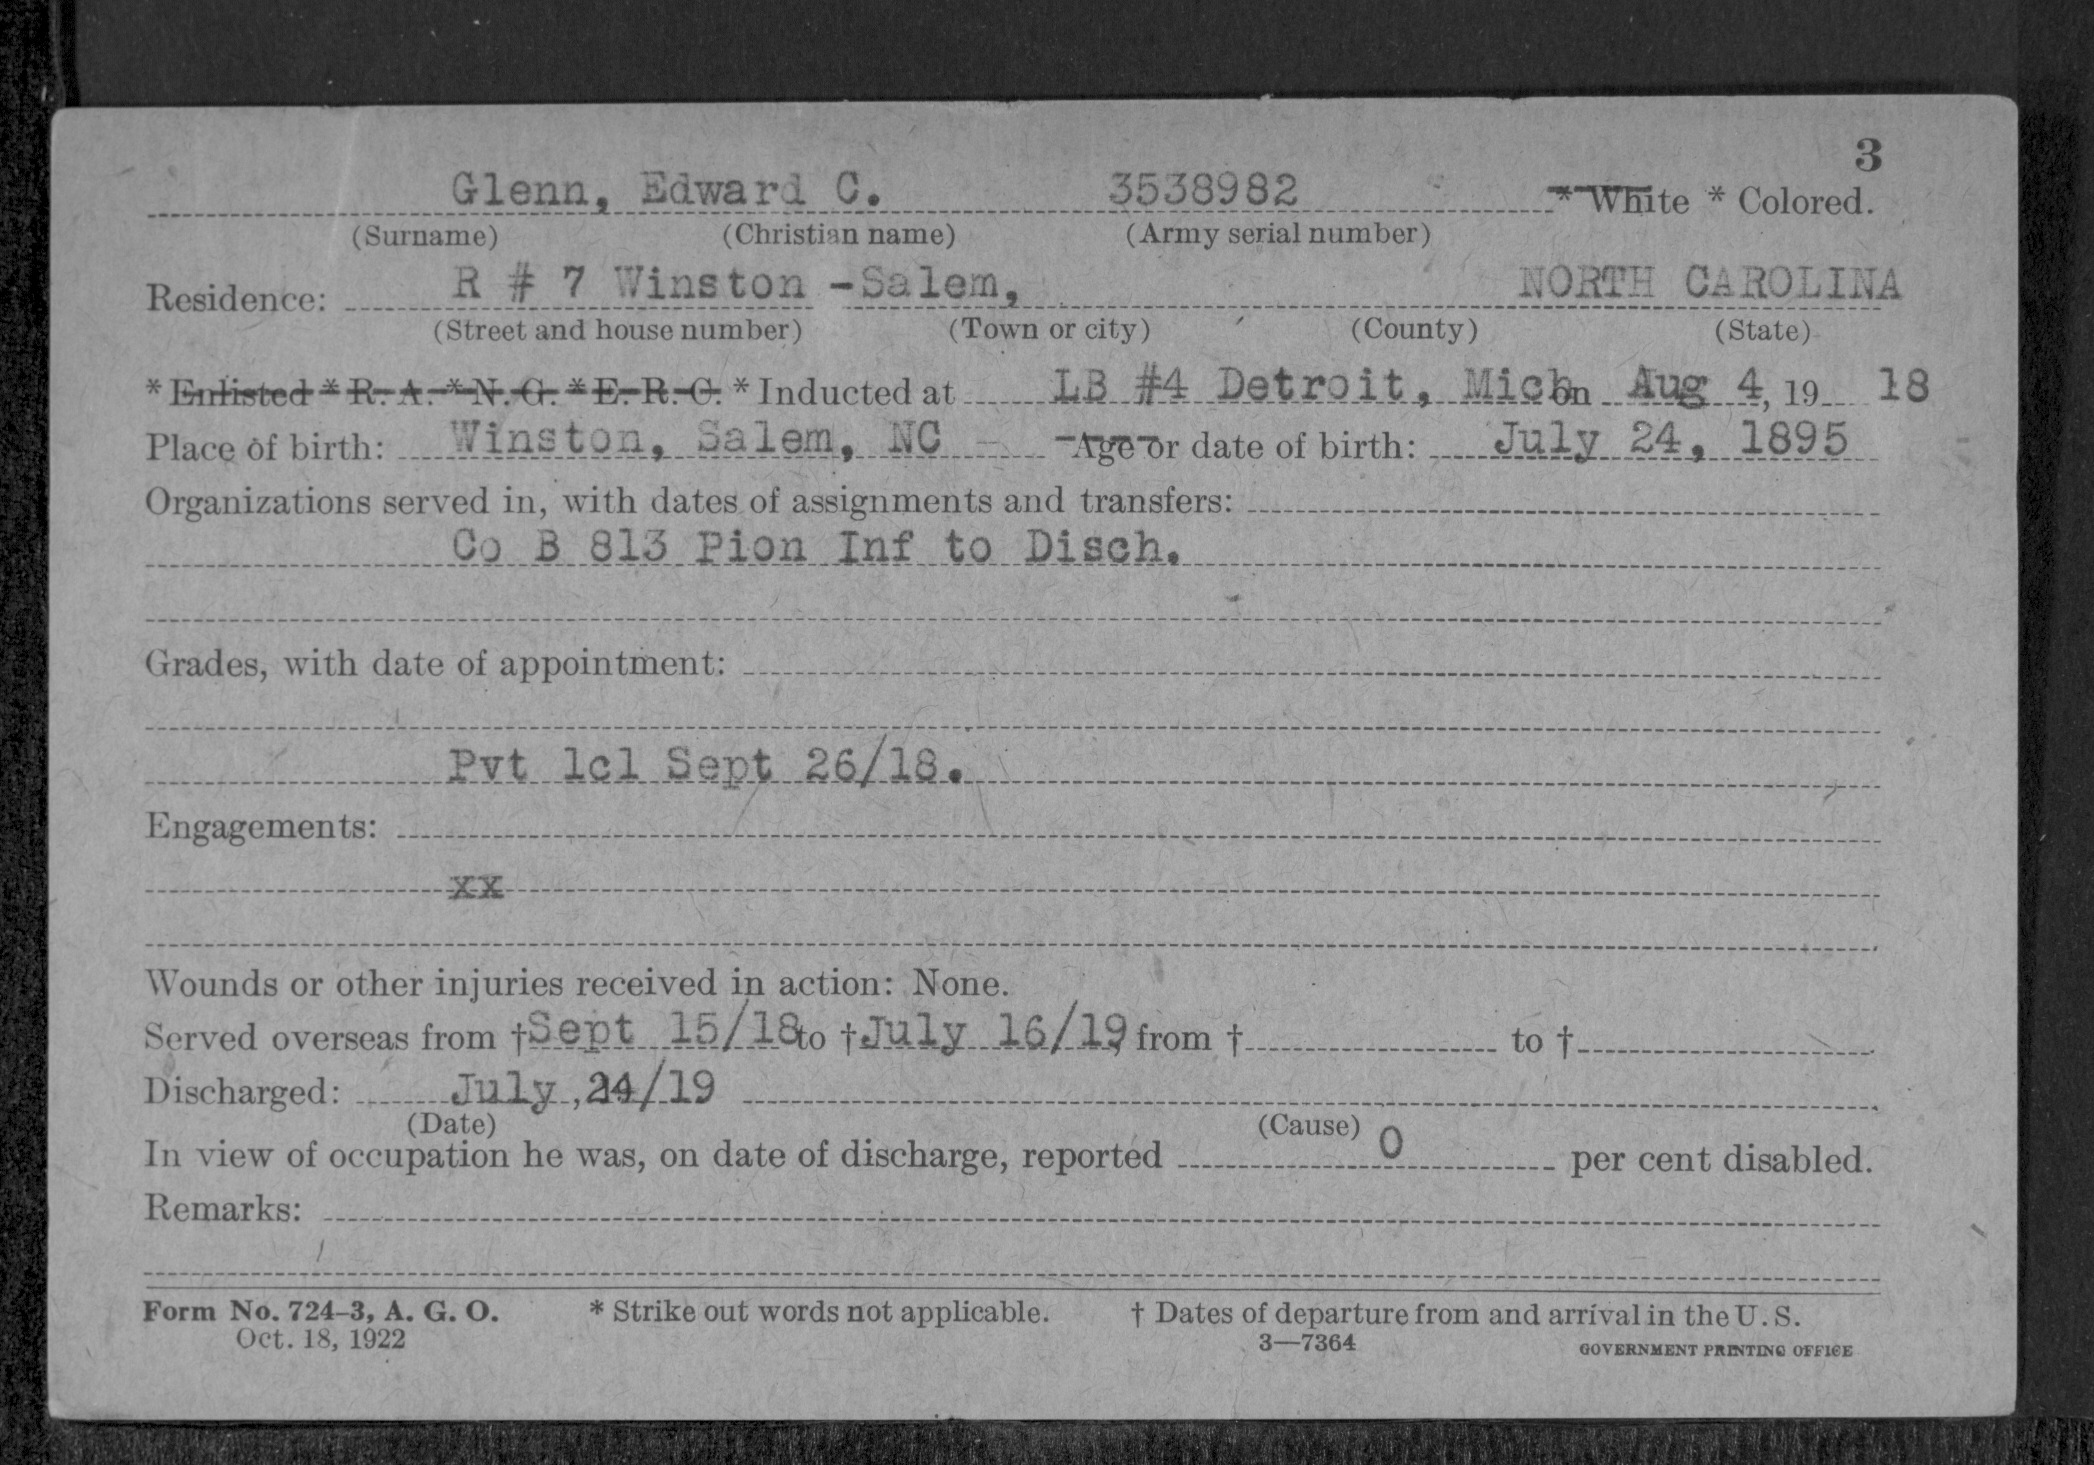 3
Glenn, Edward C. 3538982 * White * Colored.
(Surname) (Christian name) (Army serial number)
Residence: R # 7 Winston -Salem, NORTH CAROLINA
(Street and house number) (Town or city) (County) (State)
* Enlisted * R. A. * N. G. * E. R. C. * Inducted at LB #4 Detroit, Mich on Aug 4, 19 18
Place of birth: Winston, Salem, NC Age or date of birth: July 24, 1895
Organizations served in, with dates of assignments and transfers:
Co B 813 Pion Inf to Disch.
Grades, with date of appointment:
Pvt 1cl Sept 26/18.
Engagements:
xx
Wounds or other injuries received in action: None.
Served overseas from † Sept 15/18 to † July 16/19, from † to †
Discharged: July ,24/19
(Date) (Cause)
In view of occupation he was, on date of discharge, reported 0 per cent disabled.
Remarks:
Form No. 724-3, A. G. O. * Strike out words not applicable. † Dates of departure from and arrival in the U. S.
Oct. 18, 1922 3—7364 GOVERNMENT PRINTING OFFICE